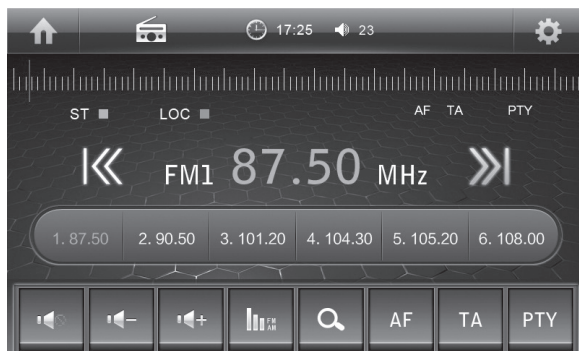 17:25 23
ST LOC AF TA PTY
FM1 87.50 MHz
1. 87.50 2. 90.50 3. 101.20 4. 104.30 5. 105.20 6. 108.00
FM
AM
AF TA PTY